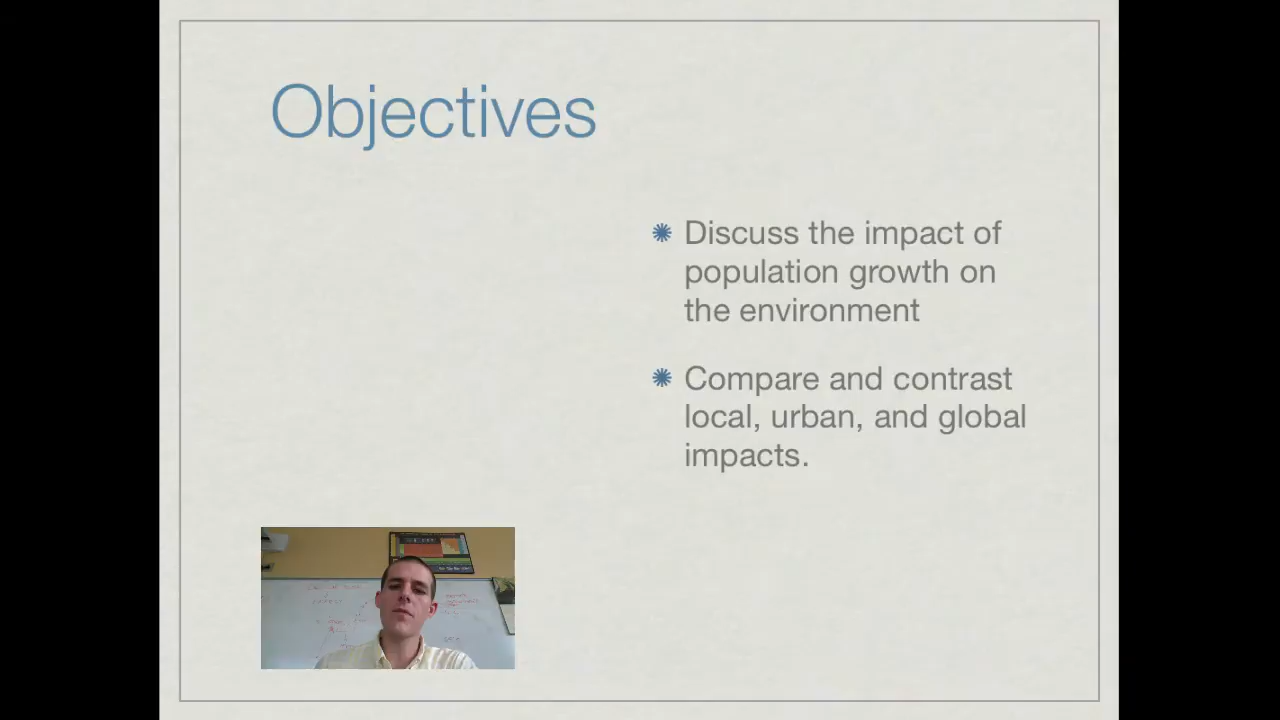 Objectives
Discuss the impact of
population growth on
the environment
Compare and contrast
local, urban, and global
impacts.